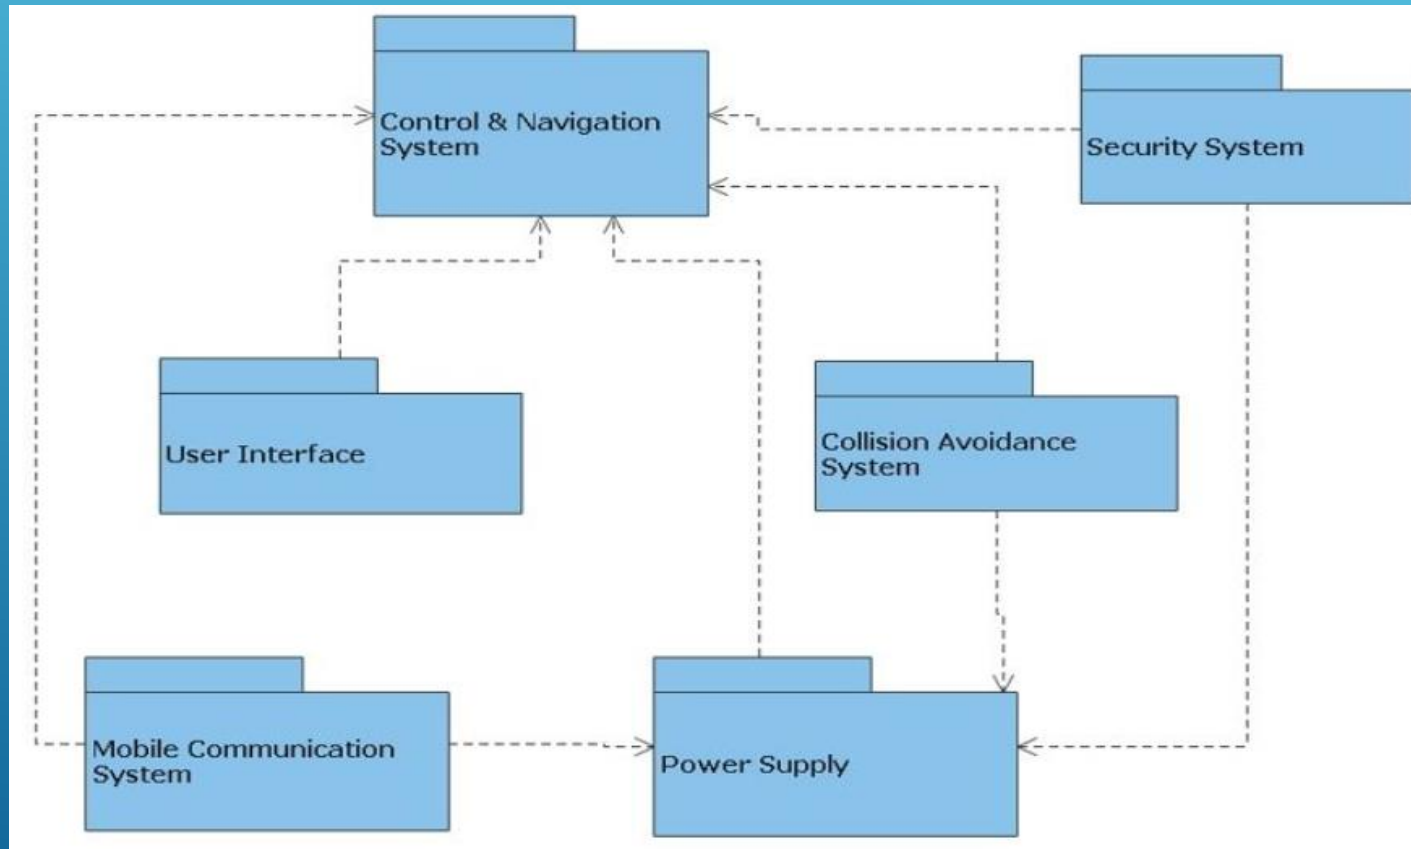 Control & Navigation
System
Security System
User Interface
Collision Avoidance
System
Mobile Communication
System
Power Supply